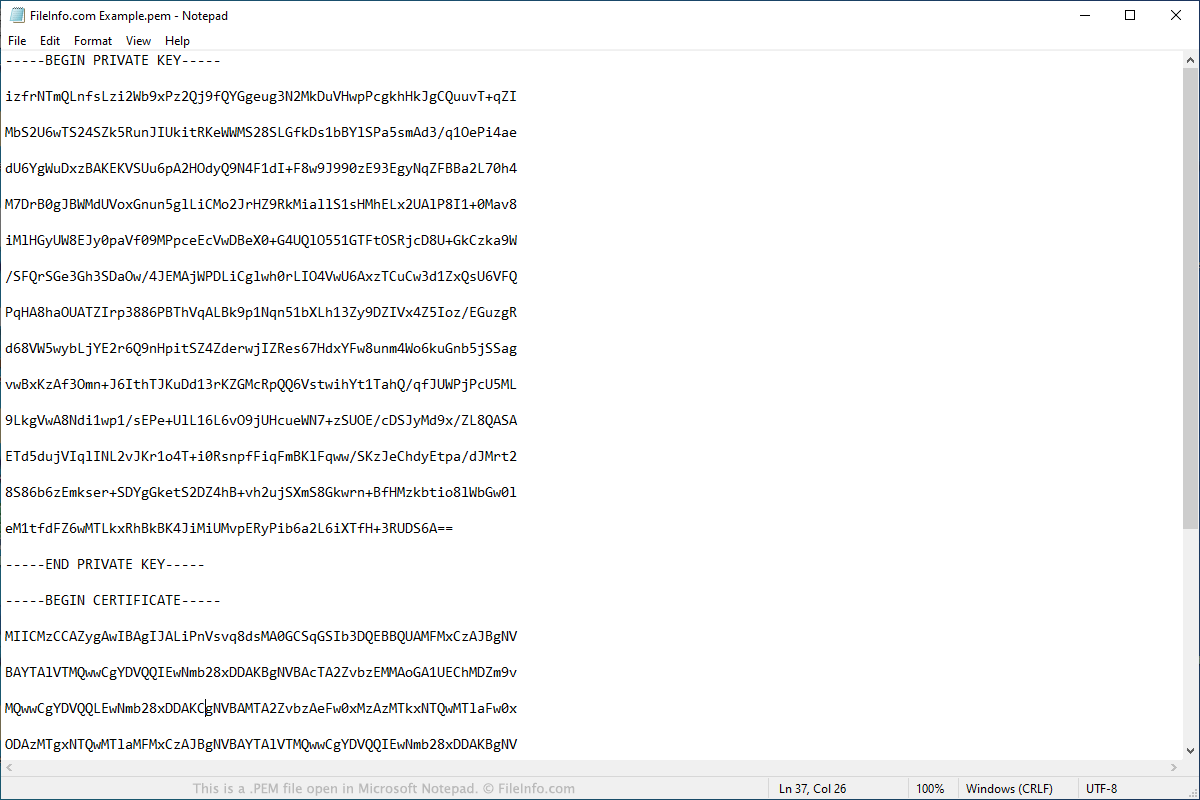 FileInfo.com Example.pem - Notepad
File Edit Format View Help
-----BEGIN PRIVATE KEY-----
izfrNTmQLnfsLzi2Wb9xPz2Qj9fQYGgeug3N2MkDuVHwpPcgkhHkJgCQuuvT+qZI
MbS2U6wTS24SZk5RunJIUkitRKeWWMS28SLGfkDs1bBYlSPa5smAd3/q1OePi4ae
dU6YgWuDxzBAKEKVSUu6pA2HOdyQ9N4F1dI+F8w9J990zE93EgyNqZFBBa2L70h4
M7DrB0gJBWMdUVoxGnun5glLiCMo2JrHZ9RkMiallS1sHMhELx2UAlP8I1+0Mav8
iMlHGyUW8EJy0paVf09MPpceEcVwDBeX0+G4UQlO551GTFtOSRjcD8U+GkCzka9W
/SFQrSGe3Gh3SDaOw/4JEMAjWPDLiCglwh0rLIO4VwU6AxzTCuCw3d1ZxQsU6VFQ
PqHA8haOUATZIrp3886PBThVqALBk9p1Nqn51bXLh13Zy9DZIVx4Z5Ioz/EGuzgR
d68VW5wybLjYE2r6Q9nHpitSZ4ZderwjIZRes67HdxYFw8unm4Wo6kuGnb5jSSag
vwBxKzAf3Omn+J6IthTJKuDd13rKZGMcRpQQ6VstwihYt1TahQ/qfJUWPjPcU5ML
9LkgVwA8Ndi1wp1/sEPe+UlL16L6vO9jUHcueWN7+zSUOE/cDSJyMd9x/ZL8QASA
ETd5dujVIqlINL2vJKr1o4T+i0RsnpfFiqFmBKlFqww/SKzJeChdyEtpa/dJMrt2
8S86b6zEmkser+SDYgGketS2DZ4hB+vh2ujSXmS8Gkwrn+BfHMzkbtio8lWbGw0l
eM1tfdFZ6wMTLkxRhBkBK4JiMiUMvpERyPib6a2L6iXTfH+3RUDS6A==
-----END PRIVATE KEY-----
-----BEGIN CERTIFICATE-----
MIICMzCCAZygAwIBAgIJALiPnVsvq8dsMA0GCSqGSIb3DQEBBQUAMFMxCzAJBgNV
BAYTAlVTMQwwCgYDVQQIEwNmb28xDDAKBgNVBAcTA2ZvbzEMMAoGA1UEChMDZm9v
MQwwCgYDVQQLEwNmb28xDDAKCgNVBAMTA2ZvbzAeFw0xMzAzMTkxNTQwMTlaFw0x
ODAzMTgxNTQwMTlaMFMxCzAJBgNVBAYTAlVTMQwwCgYDVQQIEwNmb28xDDAKBgNV
This is a .PEM file open in Microsoft Notepad. © FileInfo.com
Ln 37, Col 26 100% Windows (CRLF) UTF-8